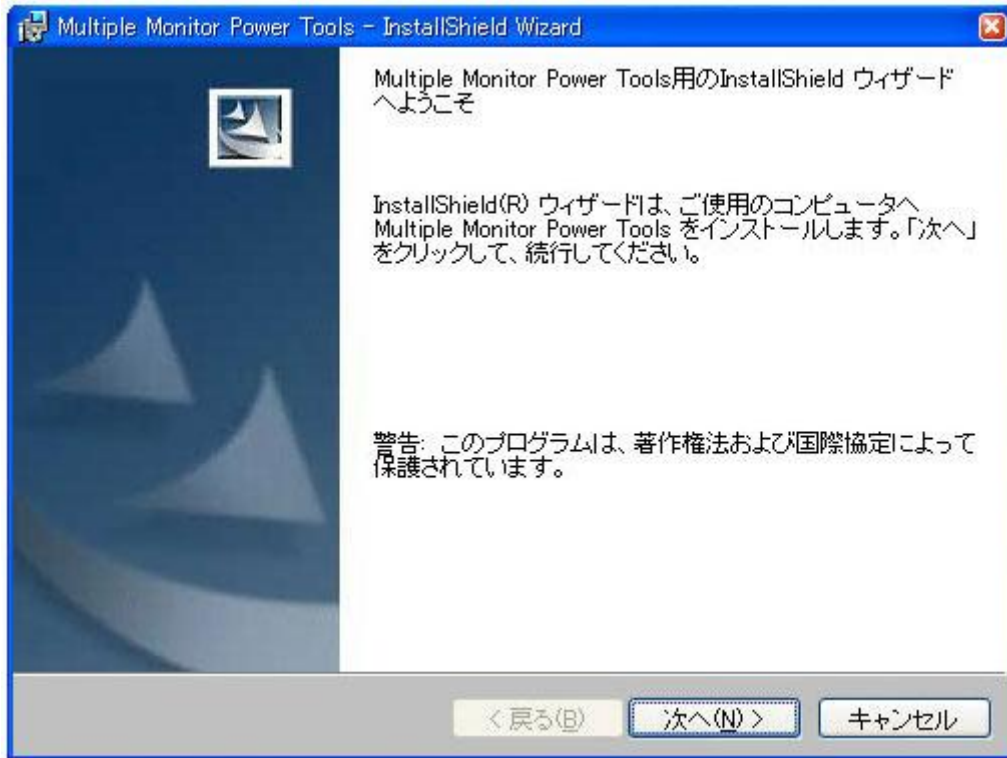 Multiple Monitor Power Tools - InstallShield Wizard
Multiple Monitor Power Tools用のInstallShield ウィザード
へようこそ
InstallShield(R) ウィザードは、ご使用のコンピュータへ
Multiple Monitor Power Tools をインストールします。「次へ」
をクリックして、続行してください。
警告: このプログラムは、著作権法および国際協定によって
保護されています。
< 戻る(B) 次へ(N) > キャンセル